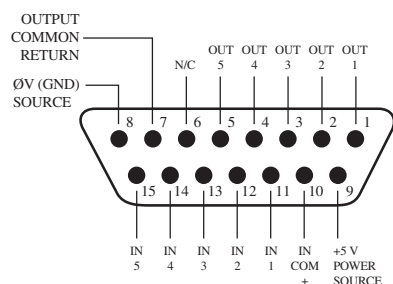 OUTPUT
COMMON
RETURN
ØV (GND)
SOURCE
N/C
OUT
5
OUT
4
OUT
3
OUT
2
OUT
1
8 7 6 5 4 3 2 1
15 14 13 12 11 10 9
IN
5
IN
4
IN
3
IN
2
IN
1
IN
COM
+
+5 V
POWER
SOURCE